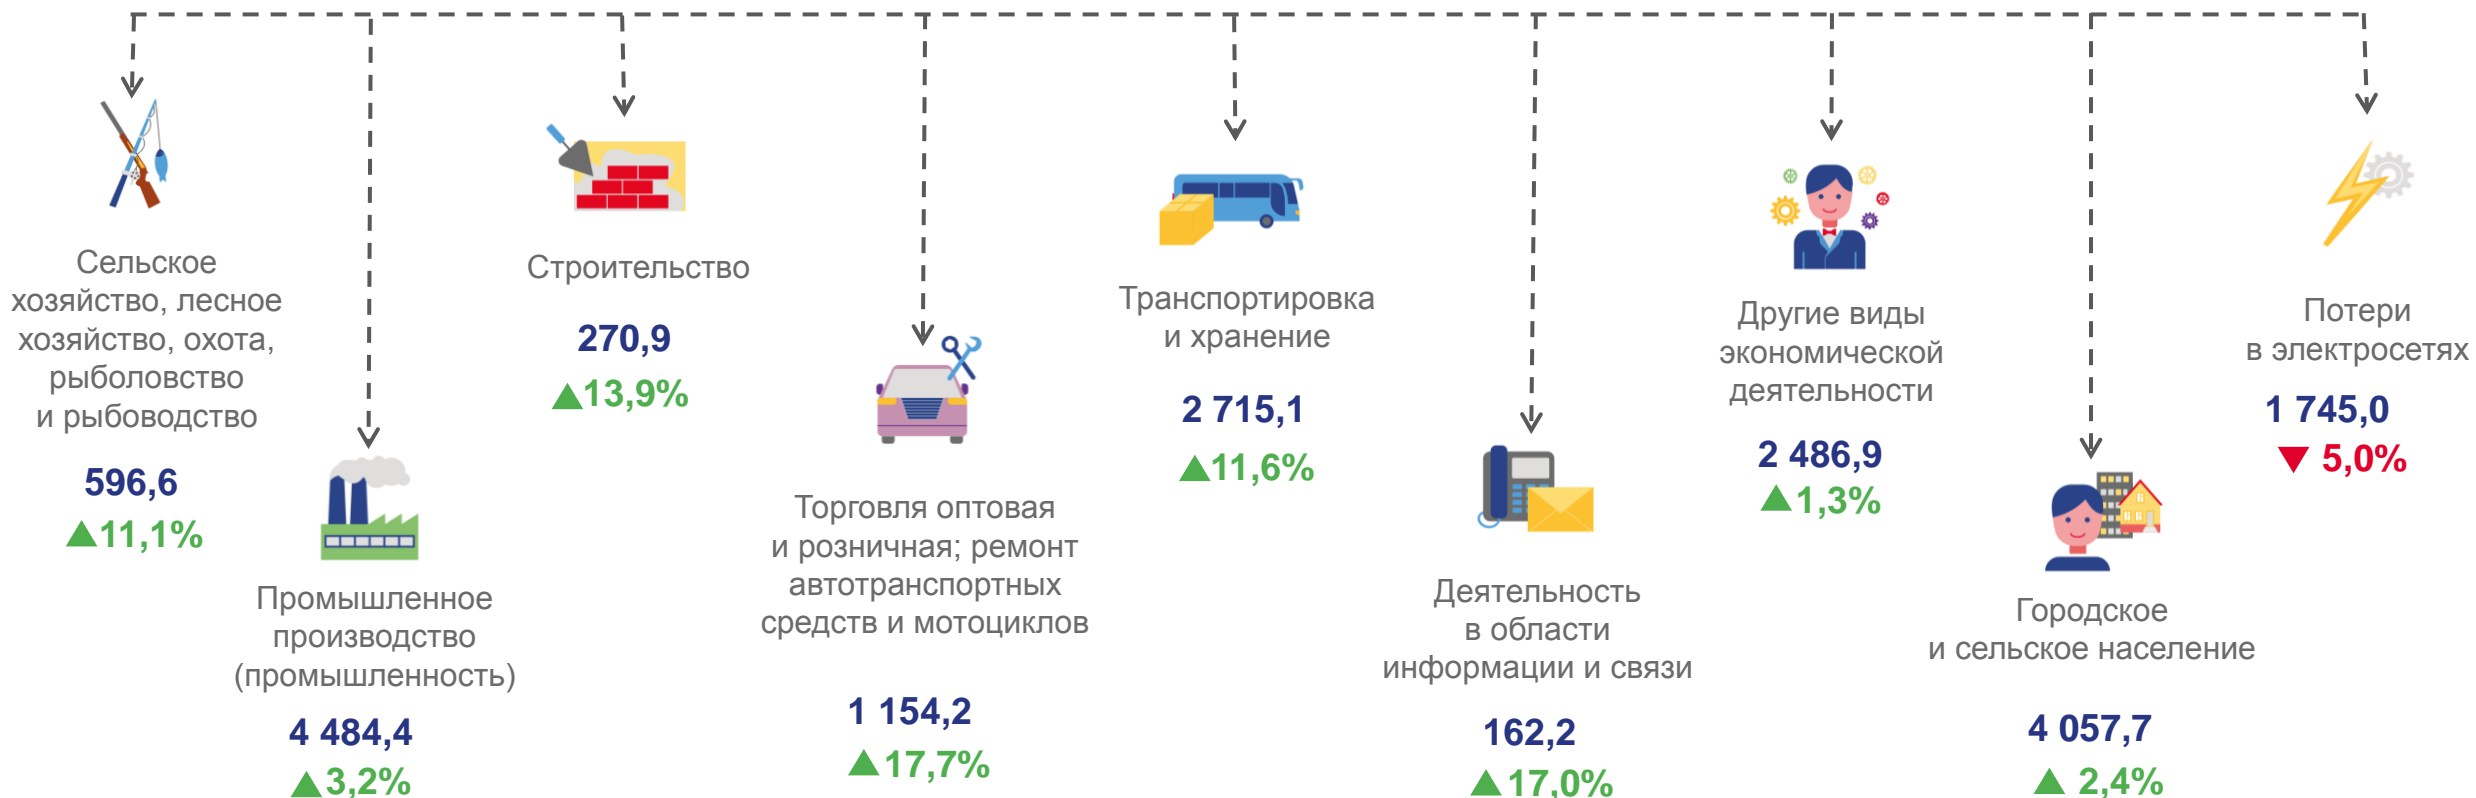 Сельское
хозяйство, лесное
хозяйство, охота,
рыболовство
и рыбоводство
596,6
▲11,1%
Промышленное
производство
(промышленность)
4 484,4
▲3,2%
Строительство
270,9
▲13,9%
Торговля оптовая
и розничная; ремонт
автотранспортных
средств и мотоциклов
1 154,2
▲17,7%
Транспортировка
и хранение
2 715,1
▲11,6%
Деятельность
в области
информации и связи
162,2
▲17,0%
Другие виды
экономической
деятельности
2 486,9
▲1,3%
Городское
и сельское население
4 057,7
▲ 2,4%
Потери
в электросетях
1 745,0
▼ 5,0%